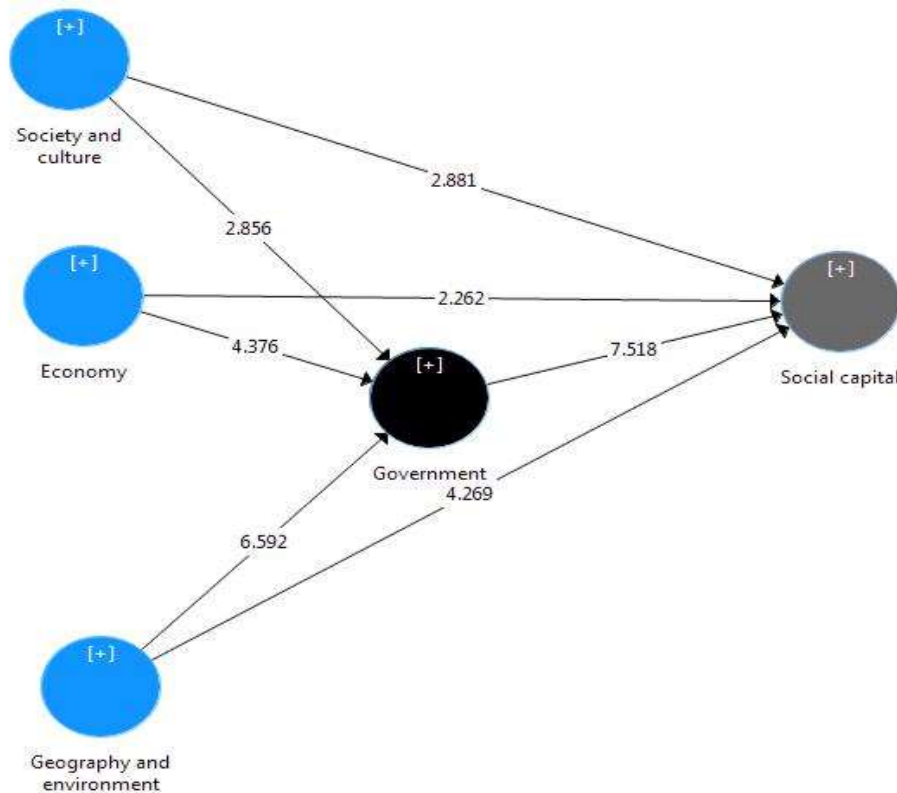 [+]
Society and
culture
2.881
2.856
[+]
Economy
2.262
4.376
[+]
Government
7.518
[+]
Social capital
4.269
6.592
[+]
Geography and
environment